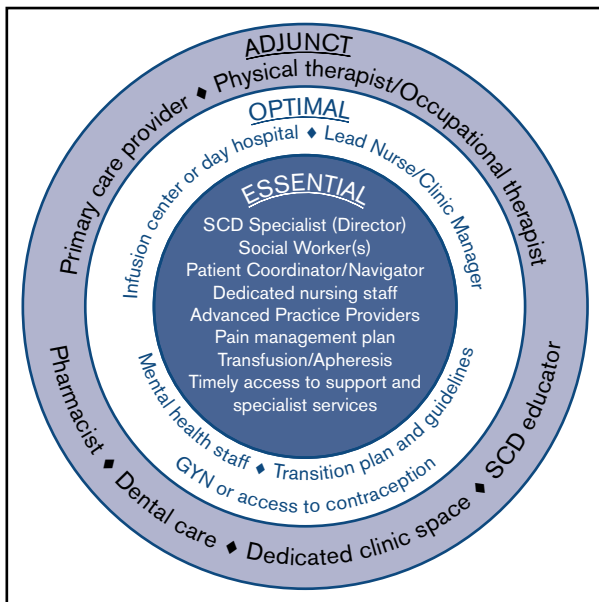 ADJUNCT
Primary care provider ♦ Physical therapist/Occupational therapist
OPTIMAL
Infusion center or day hospital ♦ Lead Nurse/Clinic Manager
ESSENTIAL
SCD Specialist (Director)
Social Worker(s)
Patient Coordinator/Navigator
Dedicated nursing staff
Advanced Practice Providers
Pain management plan
Transfusion/Apheresis
Timely access to support and
specialist services
Mental health staff ♦ Transition plan and guidelines
GYN or access to contraception
Pharmacist ♦ Dental care ♦ Dedicated clinic space ♦ SCD educator